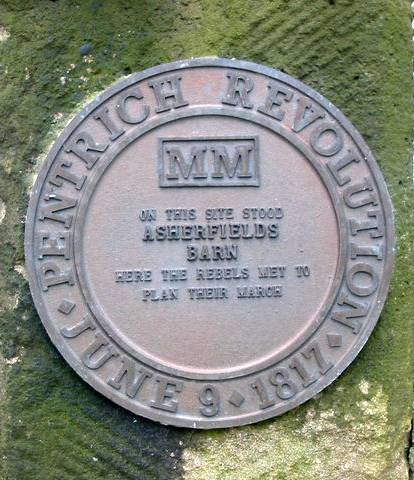 PENTRICH REVOLUTION
JUNE 9 ◆ 1817
MM
ON THIS SITE STOOD
ASHERFIELDS
BARN
HERE THE REBELS MET TO
PLAN THEIR MARCH